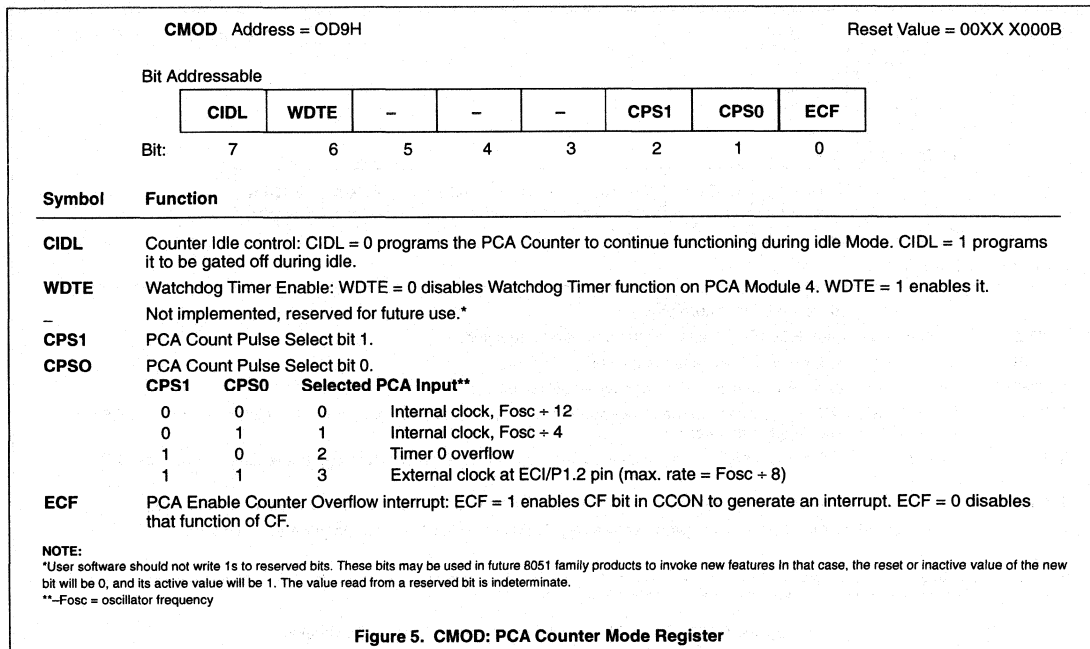 CMOD Address = OD9H Reset Value = 00XX X000B
Bit Addressable
CIDL WDTE – – – CPS1 CPS0 ECF
Bit: 7 6 5 4 3 2 1 0
Symbol Function
CIDL Counter Idle control: CIDL = 0 programs the PCA Counter to continue functioning during idle Mode. CIDL = 1 programs
it to be gated off during idle.
WDTE Watchdog Timer Enable: WDTE = 0 disables Watchdog Timer function on PCA Module 4. WDTE = 1 enables it.
– Not implemented, reserved for future use.*
CPS1 PCA Count Pulse Select bit 1.
CPSO PCA Count Pulse Select bit 0.
CPS1 CPS0 Selected PCA Input**
0 0 0 Internal clock, Fosc ÷ 12
0 1 1 Internal clock, Fosc ÷ 4
1 0 2 Timer 0 overflow
1 1 3 External clock at ECI/P1.2 pin (max. rate = Fosc ÷ 8)
ECF PCA Enable Counter Overflow interrupt: ECF = 1 enables CF bit in CCON to generate an interrupt. ECF = 0 disables
that function of CF.
NOTE:
*User software should not write 1s to reserved bits. These bits may be used in future 8051 family products to invoke new features In that case, the reset or inactive value of the new
bit will be 0, and its active value will be 1. The value read from a reserved bit is indeterminate.
**–Fosc = oscillator frequency
Figure 5. CMOD: PCA Counter Mode Register